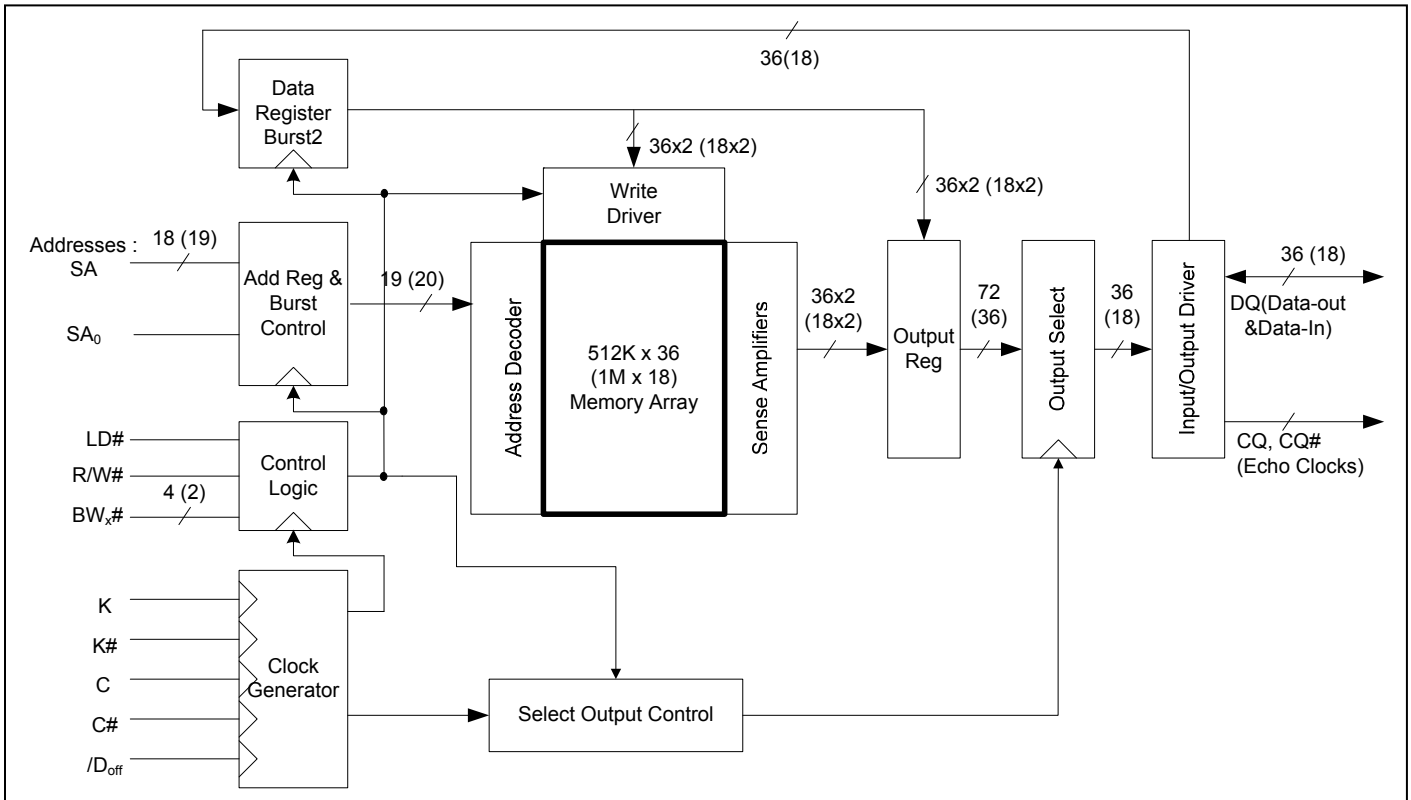 36(18)
Data
Register
Burst2
36x2 (18x2)
36x2 (18x2)
Write
Driver
Addresses :
SA
18 (19)
SA0
Add Reg &
Burst
Control
19 (20)
Address Decoder
512K x 36
(1M x 18)
Memory Array
Sense Amplifiers
36x2
(18x2)
Output
Reg
72
(36)
Output Select
36
(18)
Input/Output Driver
36 (18)
DQ(Data-out
&Data-In)
CQ, CQ#
(Echo Clocks)
LD#
R/W#
BWx#
4 (2)
Control
Logic
K
K#
C
C#
/Doff
Clock
Generator
Select Output Control